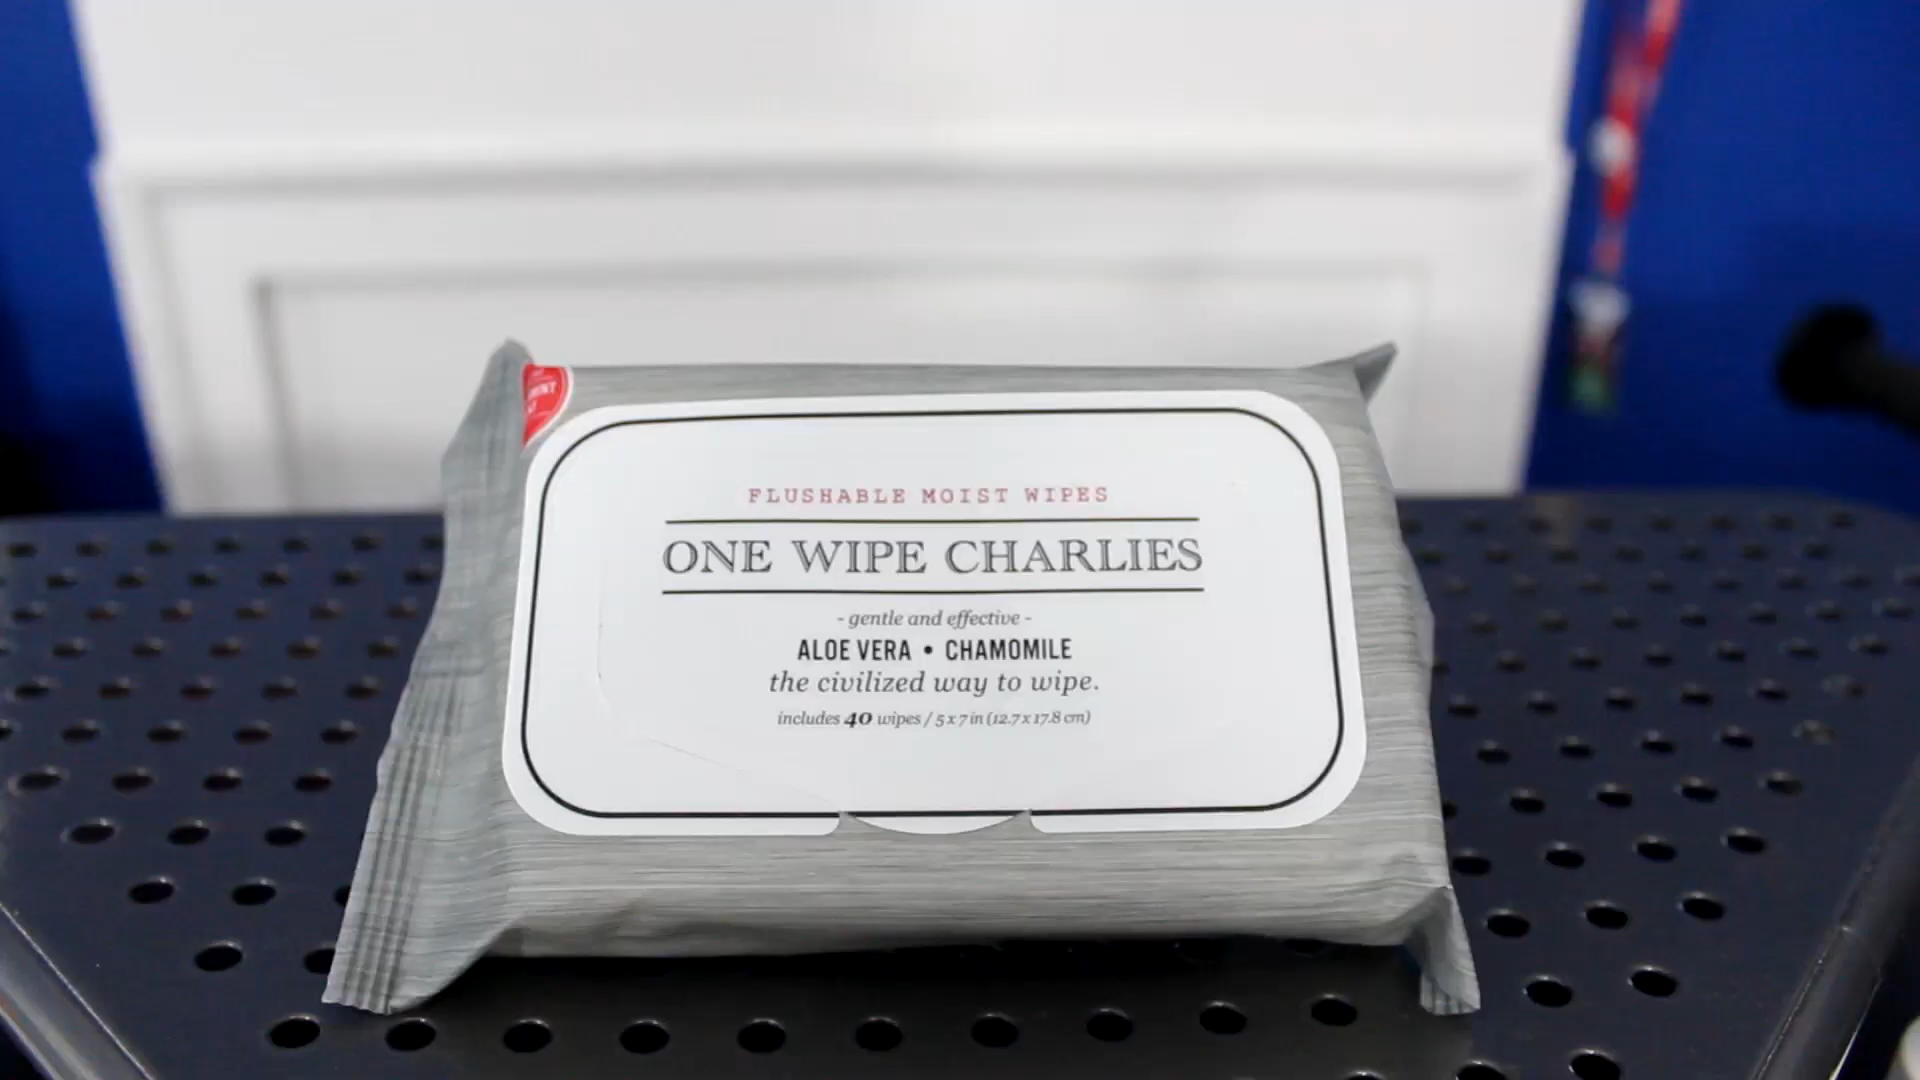 FLUSHABLE MOIST WIPES
ONE WIPE CHARLIES
- gentle and effective -
ALOE VERA • CHAMOMILE
the civilized way to wipe.
includes 40 wipes / 5 x 7 in (12.7 x 17.8 cm)